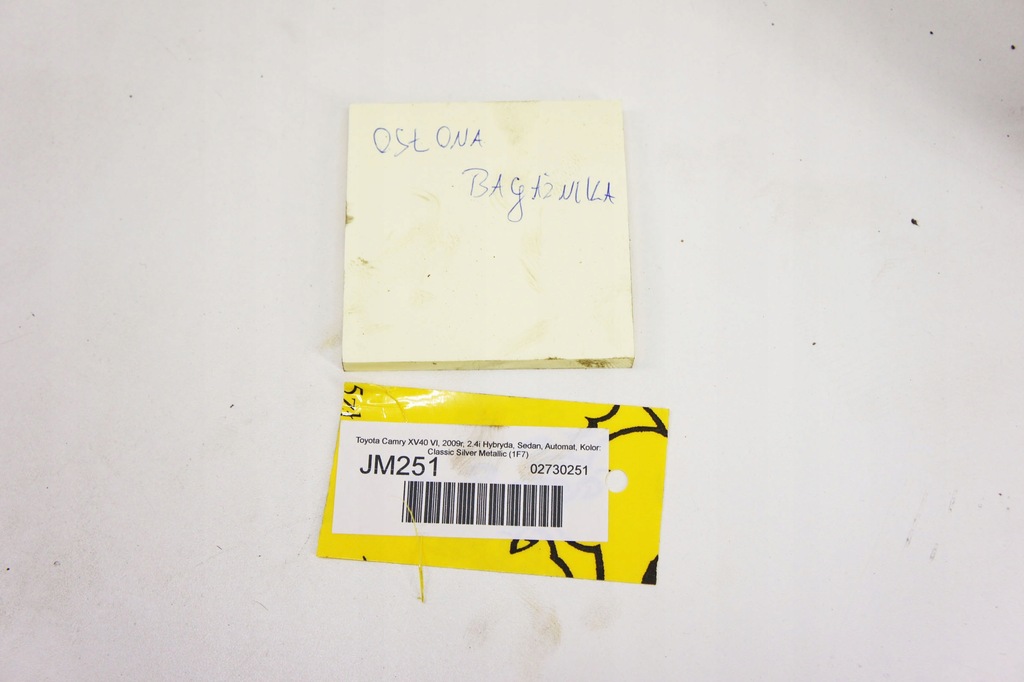 OSŁONA
BAGAŻNIKA
571
Toyota Camry XV40 VI, 2009r, 2.4i Hybryda, Sedan, Automat, Kolor:
Classic Silver Metallic (1F7)
JM251 02730251